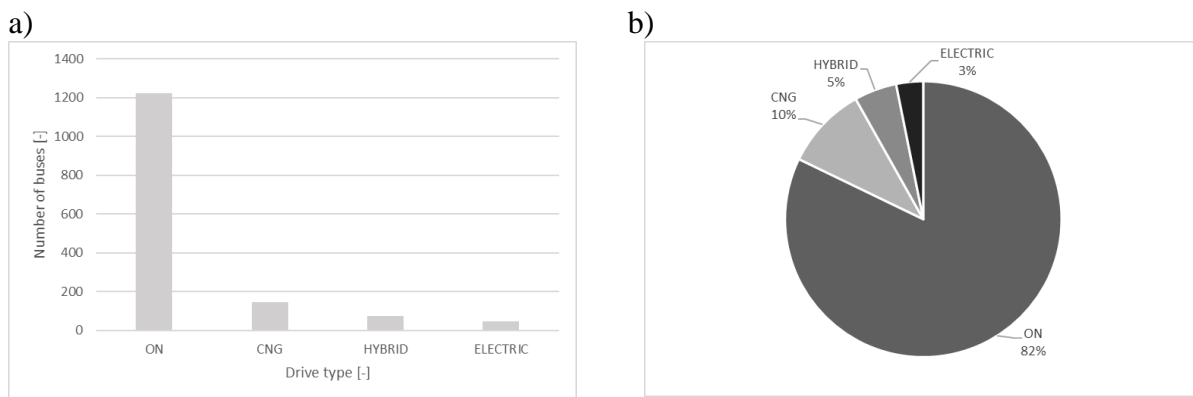 a)
1400
1200
1000
800
600
400
200
0
Number of buses [-]
ON CNG HYBRID ELECTRIC
Drive type [-]
b)
ELECTRIC
3%
HYBRID
5%
CNG
10%
ON
82%